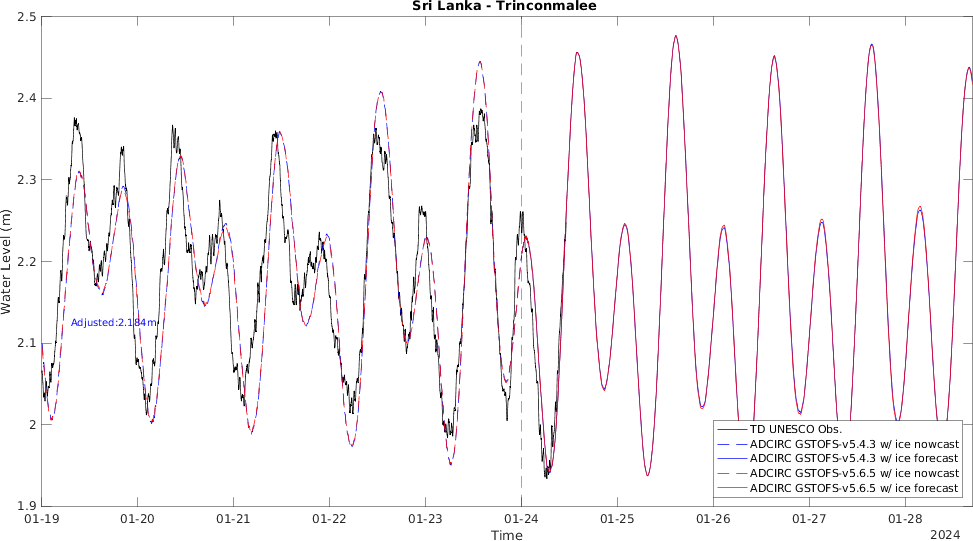 Sri Lanka - Trinconmalee
2.5
2.4
2.3
2.2
2.1
2
1.9
Water Level (m)
Adjusted:2.184m
TD UNESCO Obs.
ADCIRC GSTOFS-v5.4.3 w/ ice nowcast
ADCIRC GSTOFS-v5.4.3 w/ ice forecast
ADCIRC GSTOFS-v5.6.5 w/ ice nowcast
ADCIRC GSTOFS-v5.6.5 w/ ice forecast
01-19 01-20 01-21 01-22 01-23 01-24 01-25 01-26 01-27 01-28
Time
2024